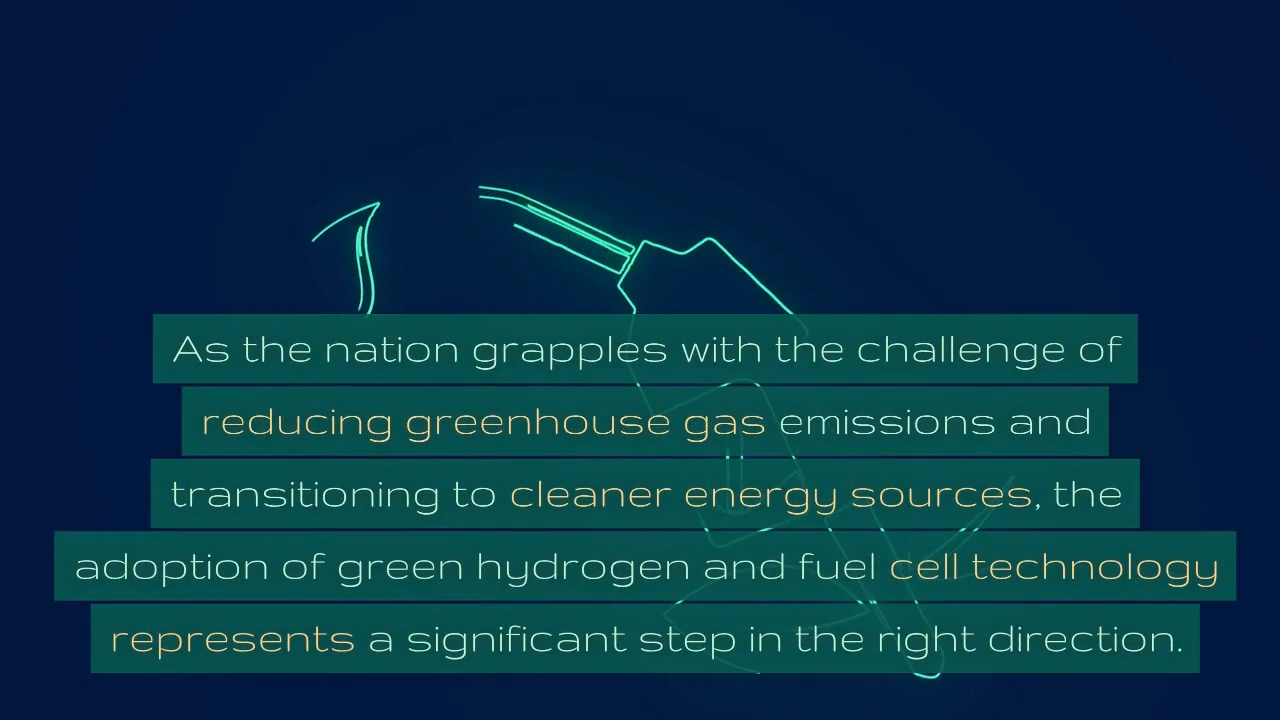 As the nation grapples with the challenge of
reducing greenhouse gas emissions and
transitioning to cleaner energy sources, the
adoption of green hydrogen and fuel cell technology
represents a significant step in the right direction.